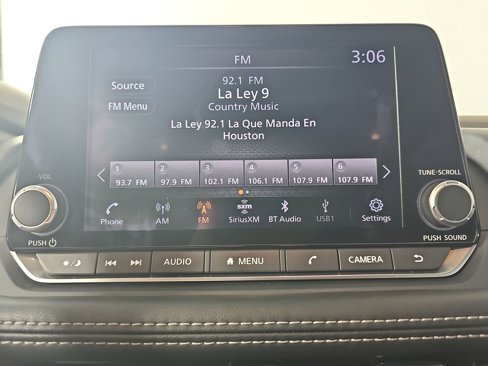 FM
3:06
Source
92.1 FM
La Ley 9
FM Menu
Country Music
La Ley 92.1 La Que Manda En
Houston
1 2 3 4 5 6
93.7 FM 97.9 FM 102.1 FM 106.1 FM 107.9 FM 107.9 FM
VOL
TUNE•SCROLL
Phone
AM
FM
sxm
SiriusXM
BT Audio
USB1
Settings
PUSH
PUSH SOUND
AUDIO
MENU
CAMERA